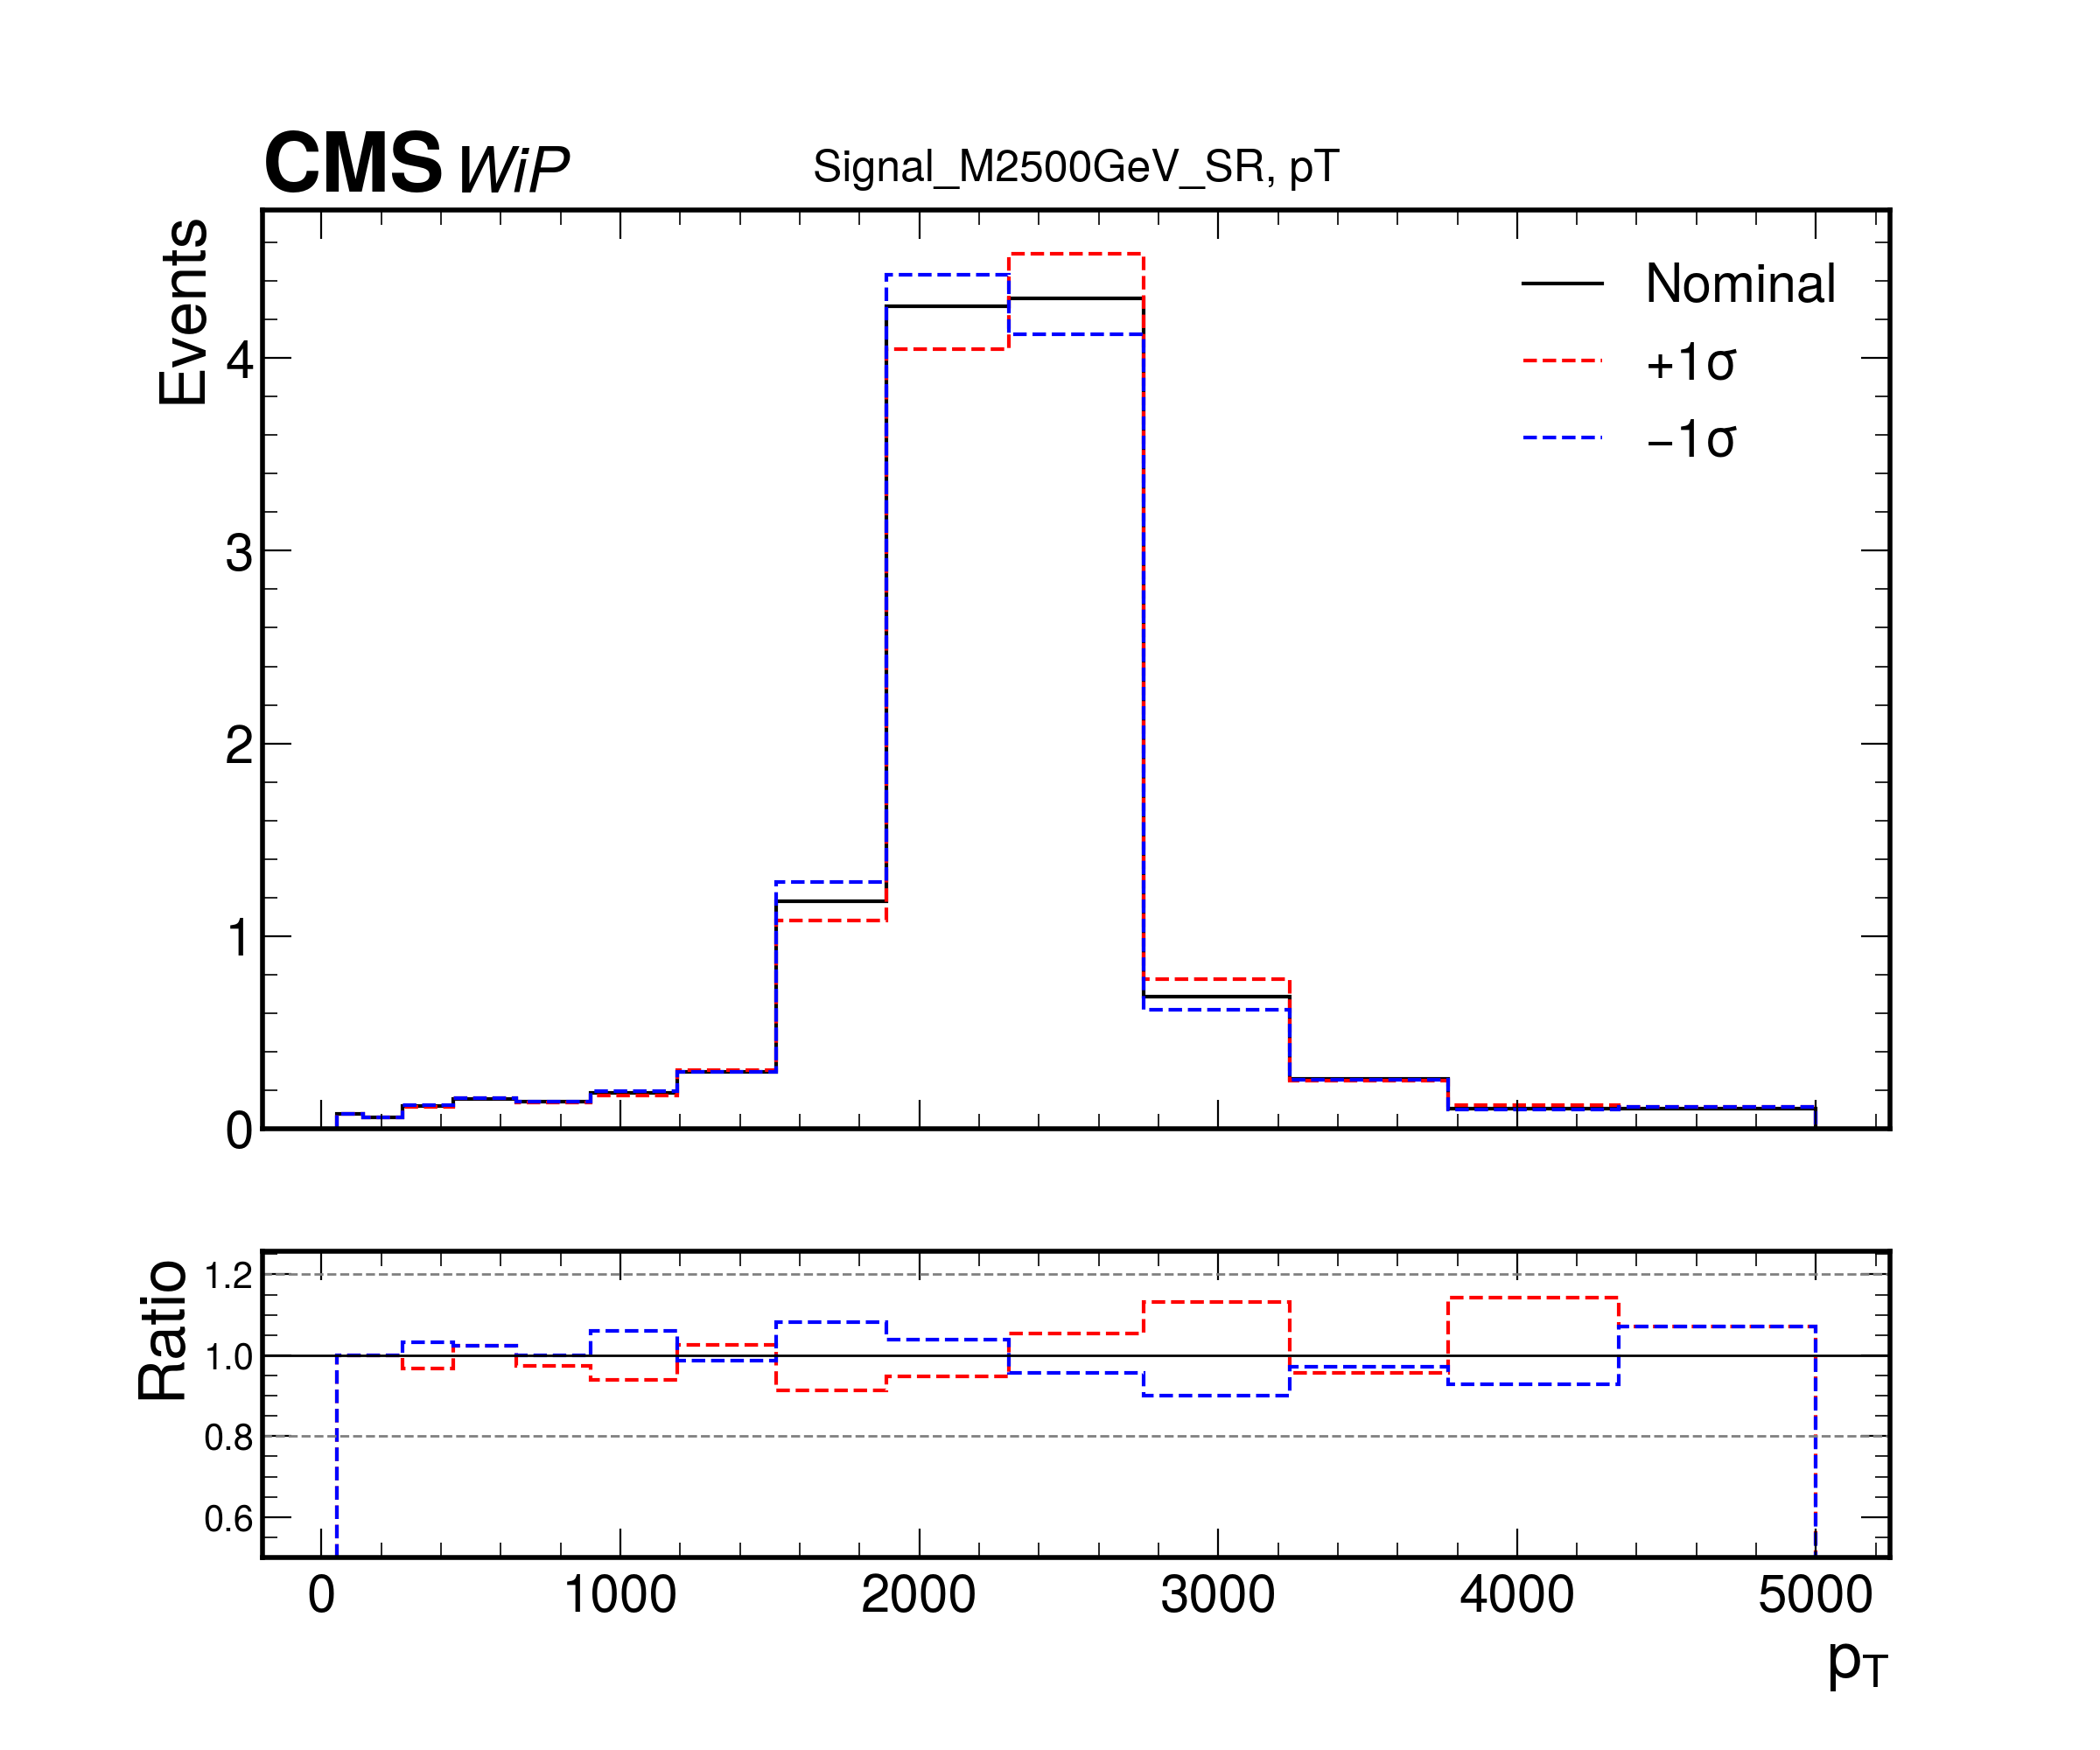 CMS WiP
Signal_M2500GeV_SR, pT
Events
4
3
2
1
0
Nominal
+1σ
−1σ
Ratio
1.2
1.0
0.8
0.6
0 1000 2000 3000 4000 5000
pT